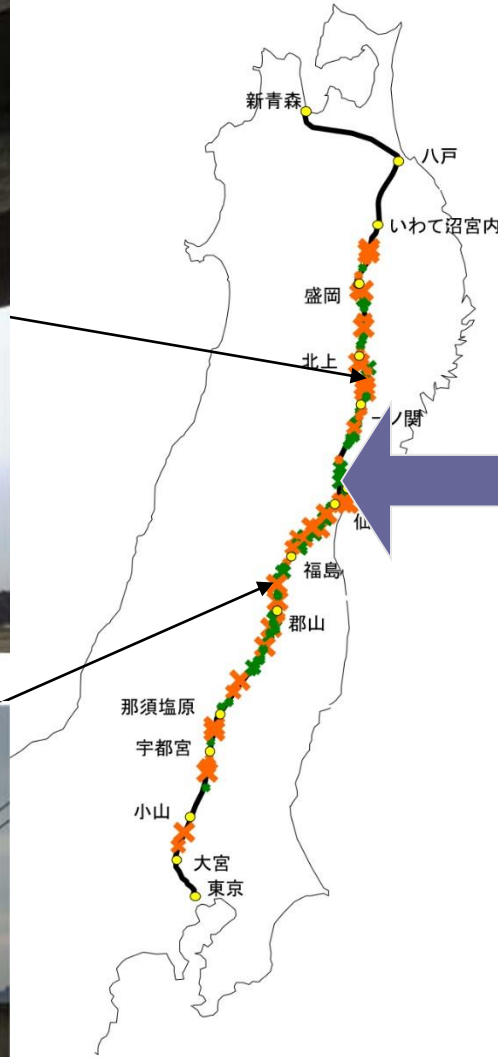 新青森
八戸
いわて沼宮内
盛岡
北上
一ノ関
仙
福島
郡山
那須塩原
宇都宮
小山
大宮
東京